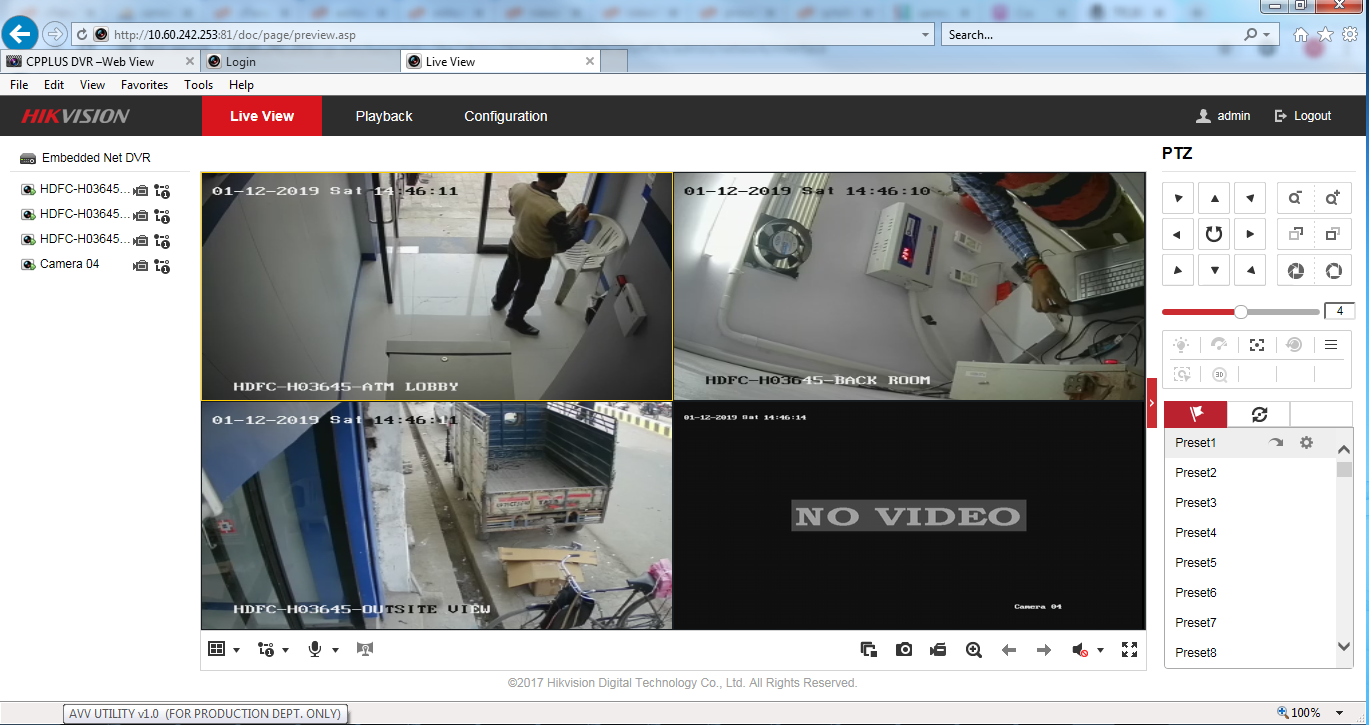 http://10.60.242.253:81/doc/page/preview.asp
Search...
CPPLUS DVR –Web View
Login
Live View
File Edit View Favorites Tools Help
HIKVISION
Live View
Playback
Configuration
admin
Logout
Embedded Net DVR
HDFC-H03645...
HDFC-H03645...
HDFC-H03645...
Camera 04
01-12-2019 Sat 14:46:11
HDFC-H03645-ATM LOBBY
01-12-2019 Sat 14:46:10
HDFC-H03645-BACK ROOM
01-12-2019 Sat 14:46:11
HDFC-H03645-OUTSITE VIEW
01-12-2019 Sat 14:46:14
NO VIDEO
Camera 04
PTZ
4
3D
Preset1
Preset2
Preset3
Preset4
Preset5
Preset6
Preset7
Preset8
©2017 Hikvision Digital Technology Co., Ltd. All Rights Reserved.
AVV UTILITY v1.0 (FOR PRODUCTION DEPT. ONLY)
100%